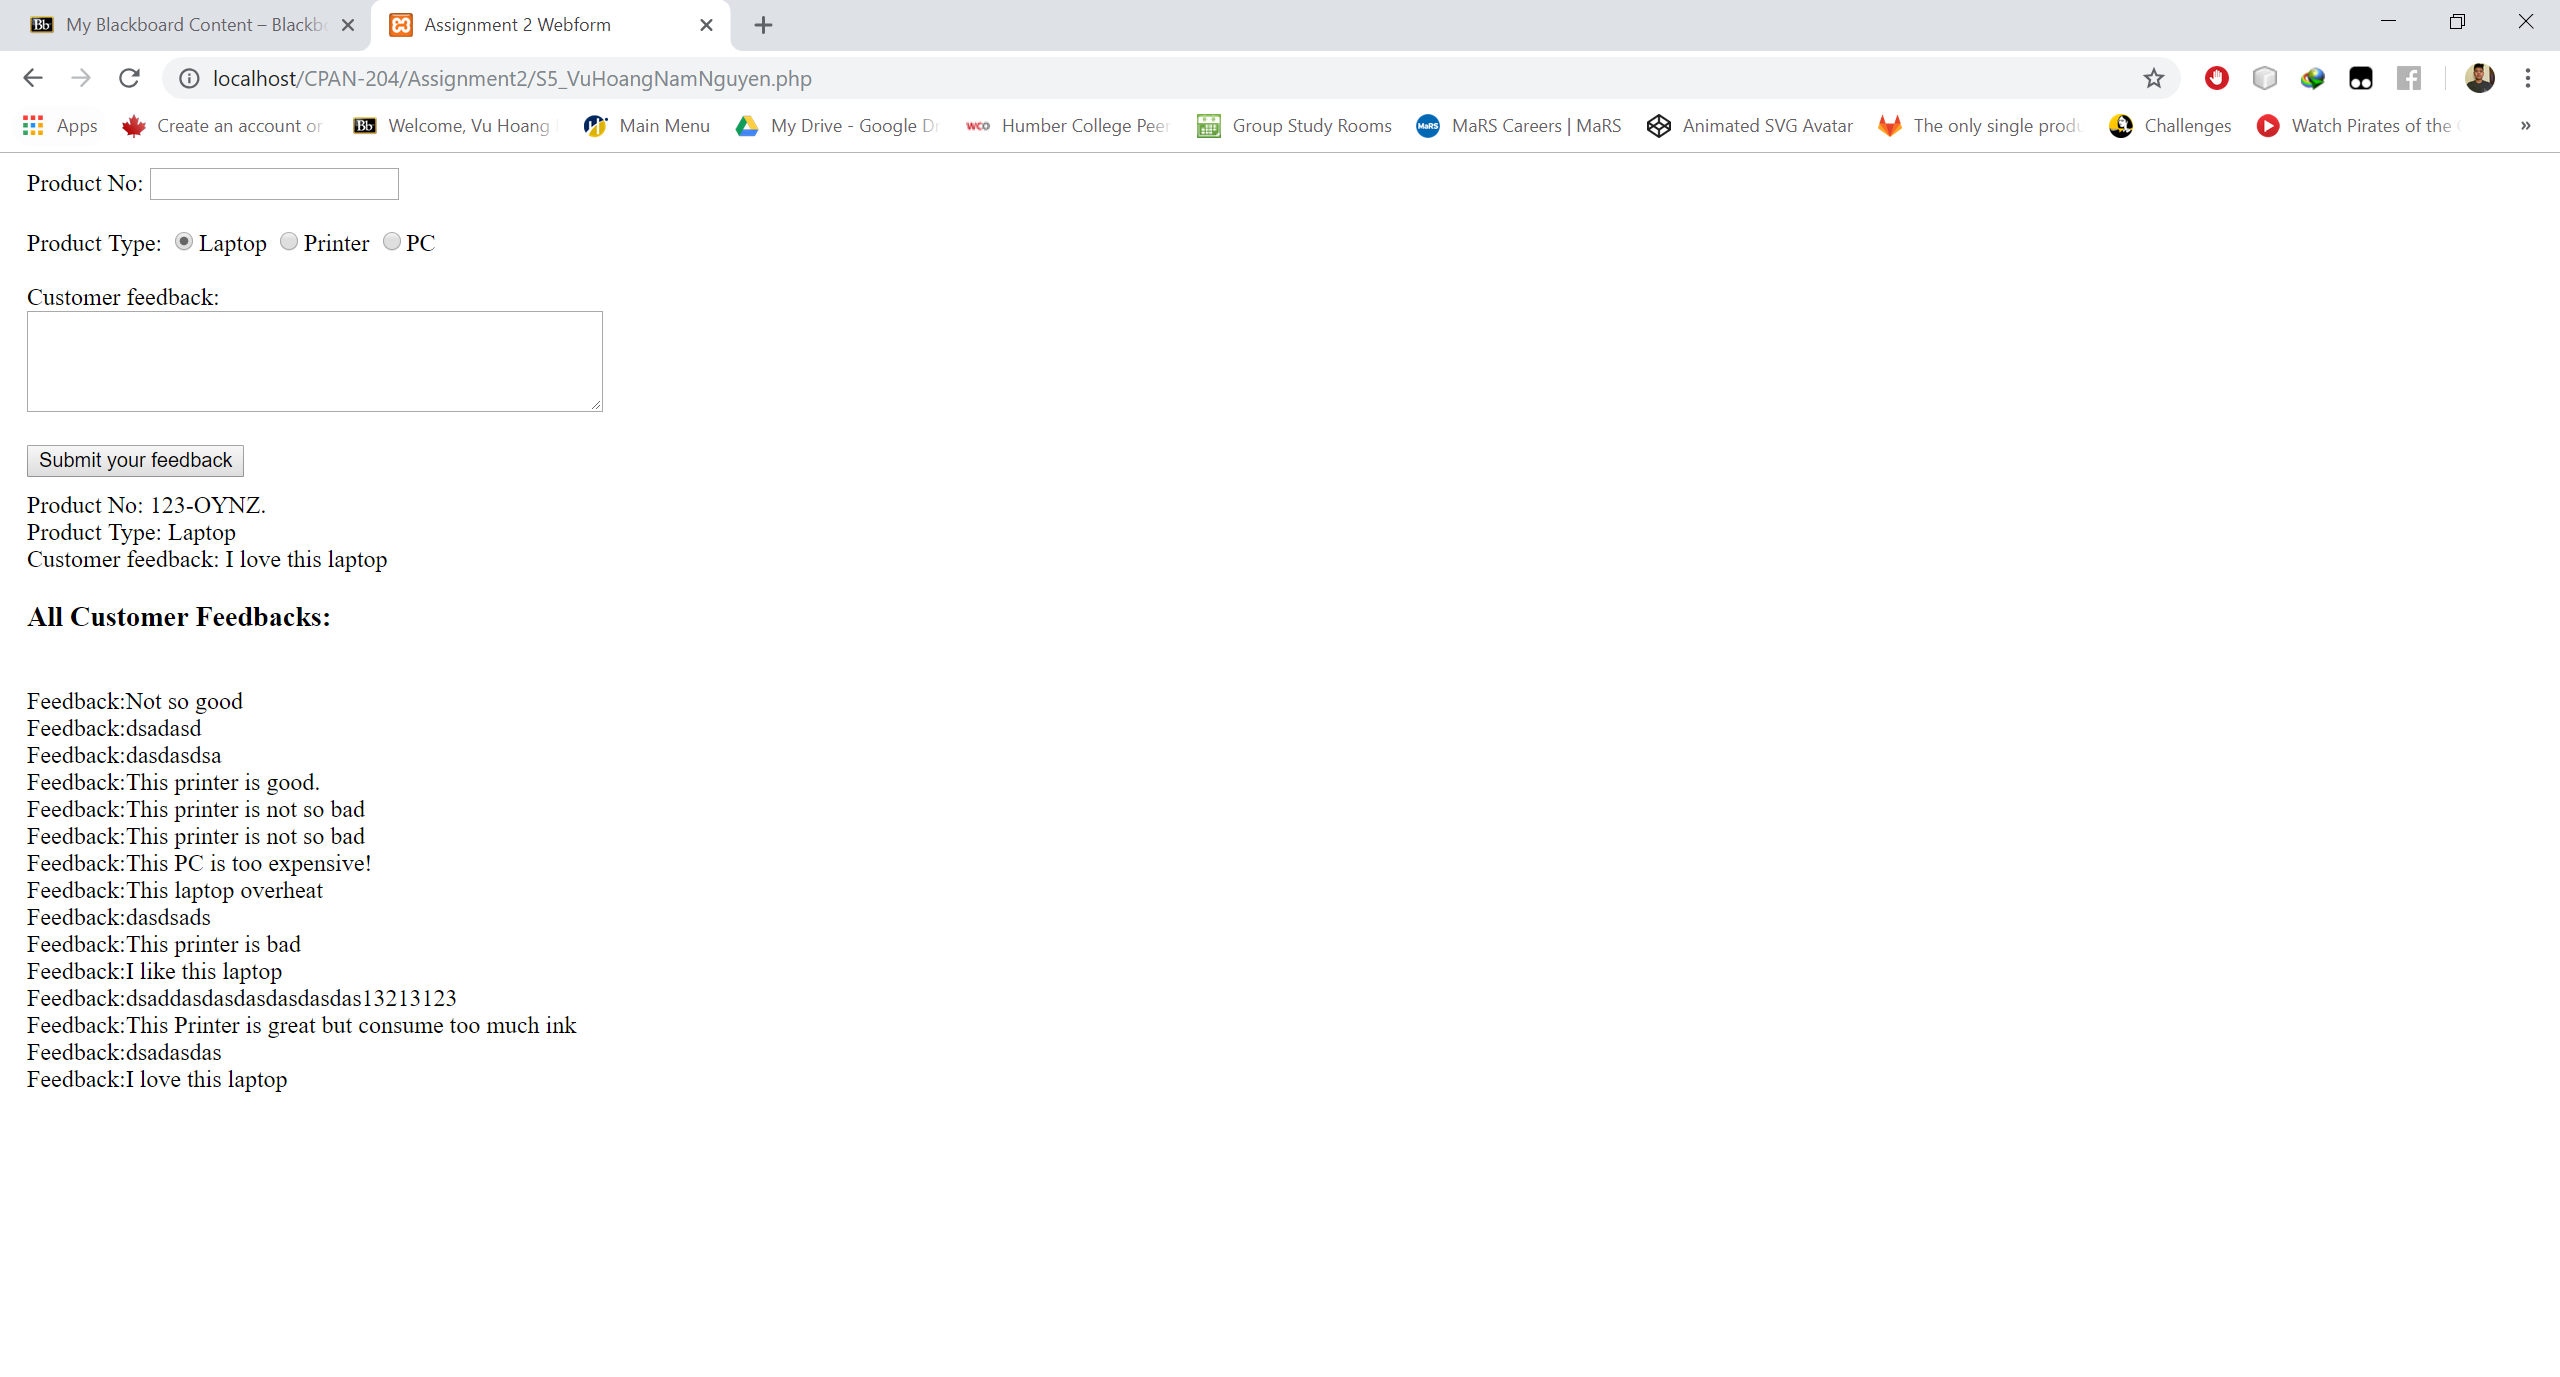 My Blackboard Content – Blackb
Assignment 2 Webform
localhost/CPAN-204/Assignment2/S5_VuHoangNamNguyen.php
Apps Create an account or Bb Welcome, Vu Hoang Main Menu My Drive - Google D WCO Humber College Peer Group Study Rooms MaRS MaRS Careers | MaRS Animated SVG Avatar The only single produ Challenges Watch Pirates of the »
Product No:
Product Type: Laptop Printer PC
Customer feedback:
Submit your feedback
Product No: 123-OYNZ.
Product Type: Laptop
Customer feedback: I love this laptop
All Customer Feedbacks:
Feedback:Not so good
Feedback:dsadasd
Feedback:dasdasdsa
Feedback:This printer is good.
Feedback:This printer is not so bad
Feedback:This printer is not so bad
Feedback:This PC is too expensive!
Feedback:This laptop overheat
Feedback:dasdsads
Feedback:This printer is bad
Feedback:I like this laptop
Feedback:dsaddasdasdasdasdasdas13213123
Feedback:This Printer is great but consume too much ink
Feedback:dsadasdas
Feedback:I love this laptop